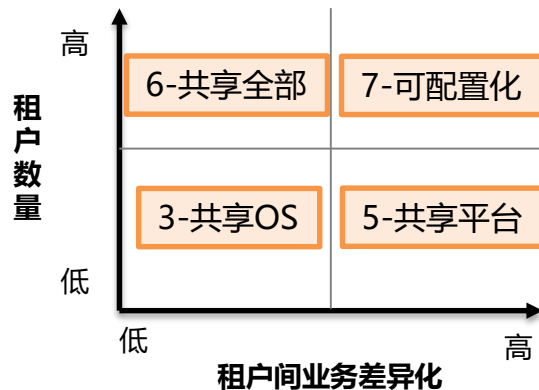 高
6-共享全部
7-可配置化
租户数量
3-共享OS
5-共享平台
低
低
高
租户间业务差异化